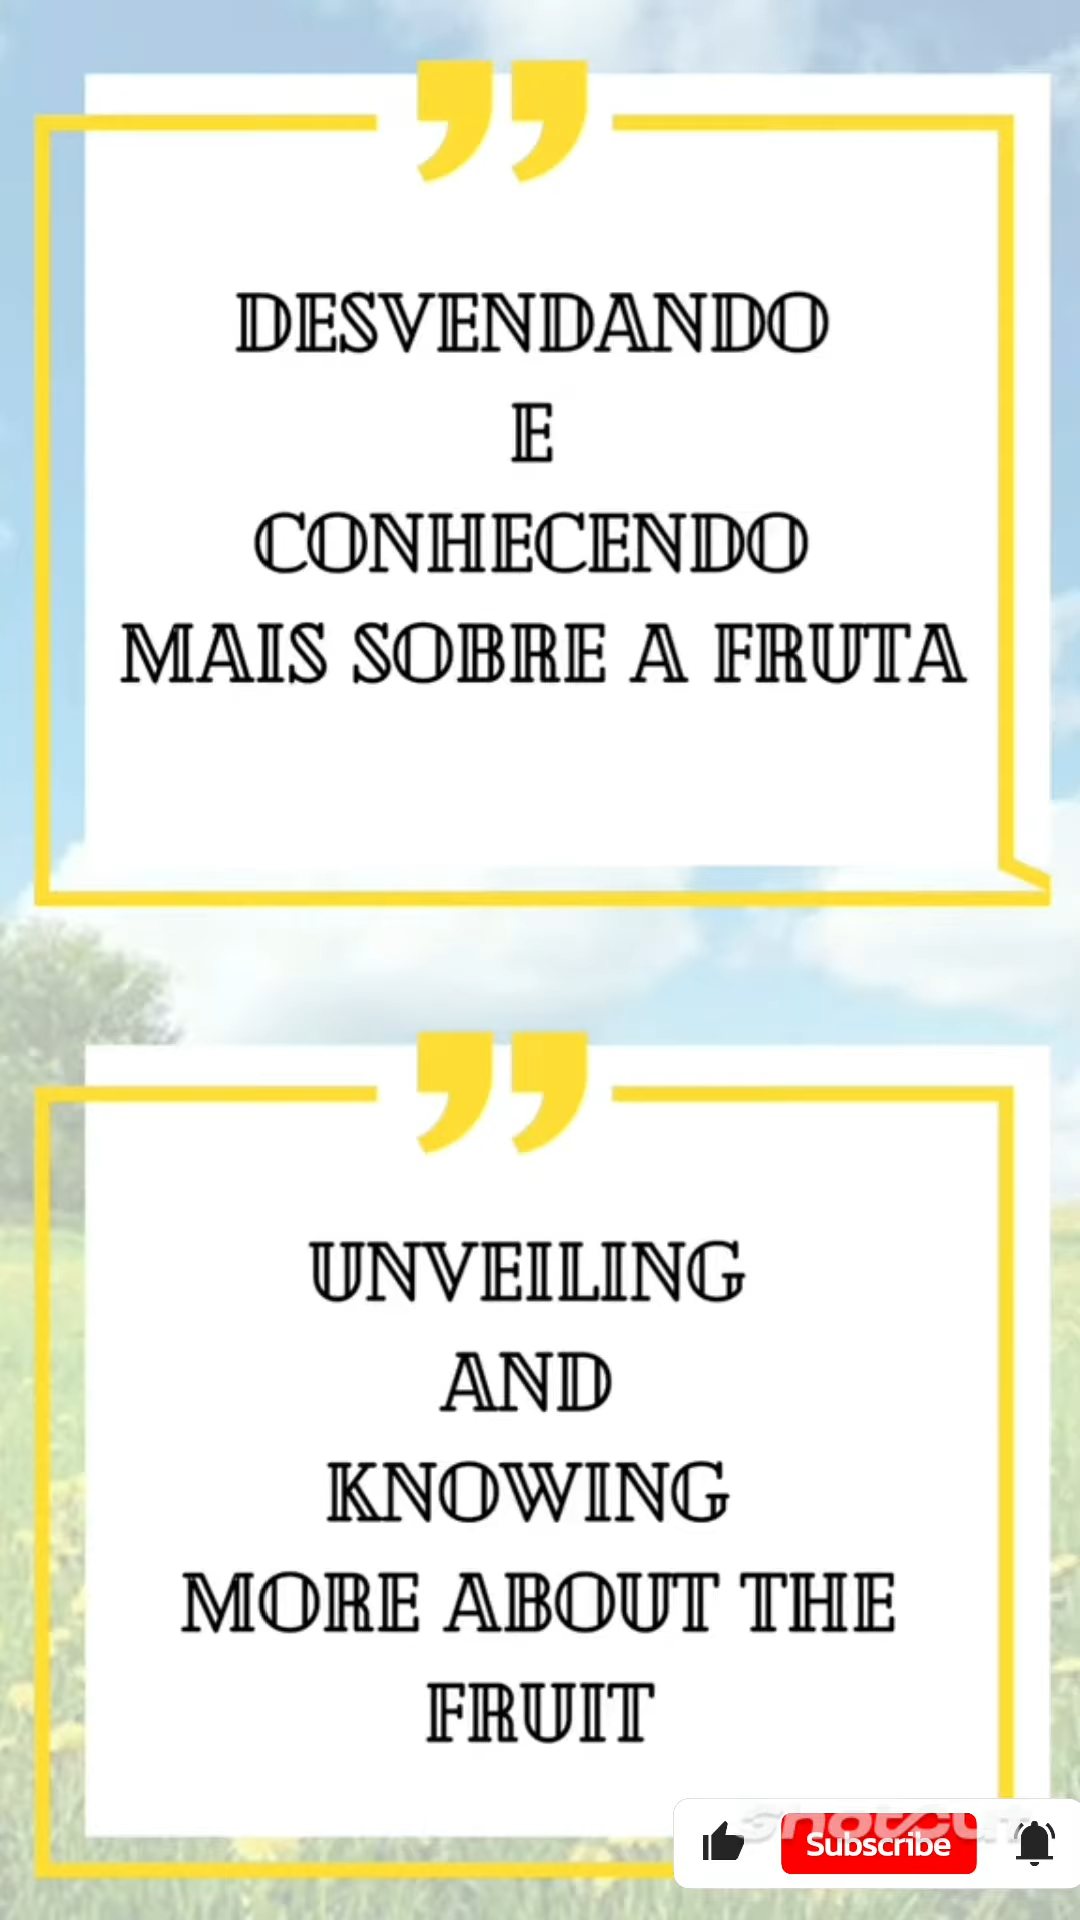 DESVENDANDO
E
CONHECENDO
MAIS SOBRE A FRUTA
UNVEILING
AND
KNOWING
MORE ABOUT THE
FRUIT
Subscribe